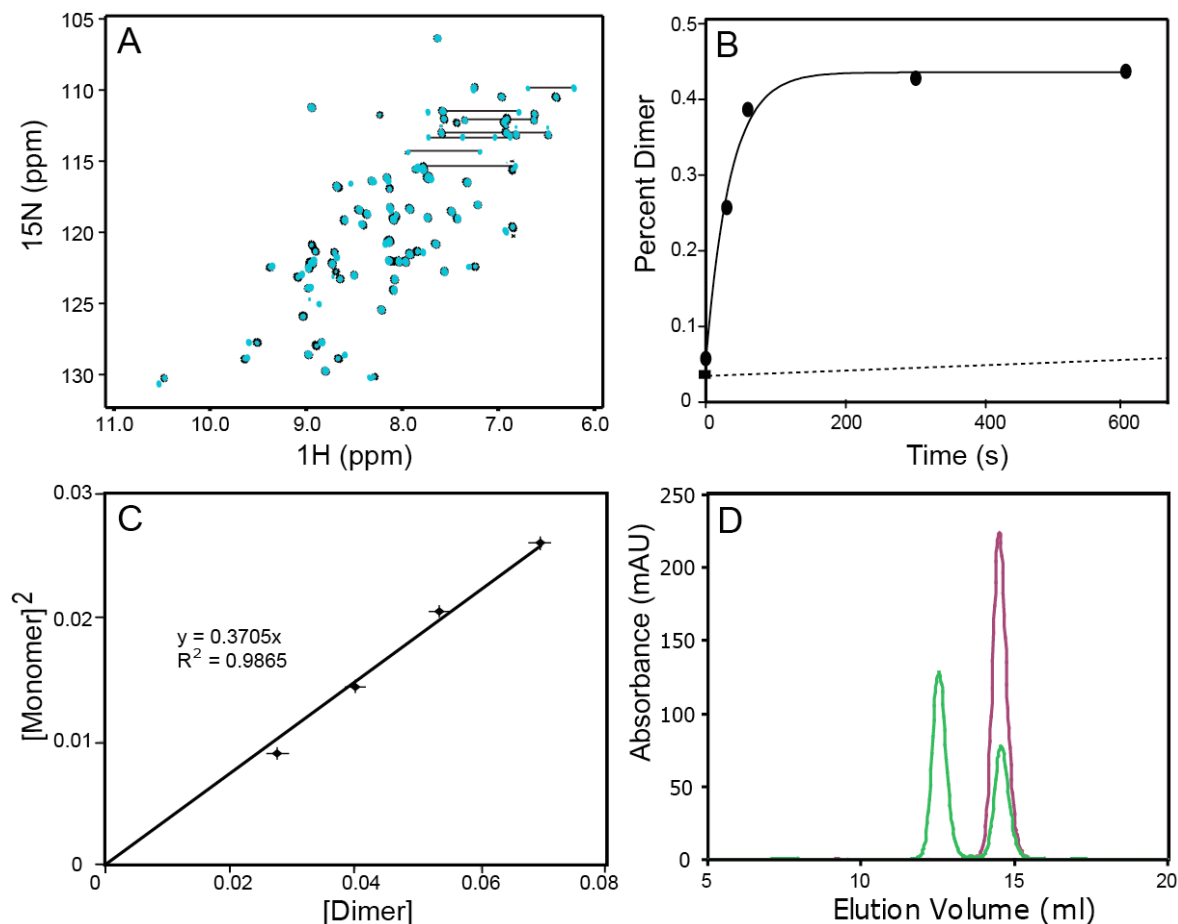 A
105
110
115
120
125
130
15N (ppm)
11.0 10.0 9.0 8.0 7.0 6.0
1H (ppm)
B
0.5
0.4
0.3
0.2
0.1
0
Percent Dimer
0 200 400 600
Time (s)
C
0.03
0.02
0.01
0
[Monomer]²
y = 0.3705x
R² = 0.9865
0 0.02 0.04 0.06 0.08
[Dimer]
D
250
200
150
100
50
0
Absorbance (mAU)
5 10 15 20
Elution Volume (ml)